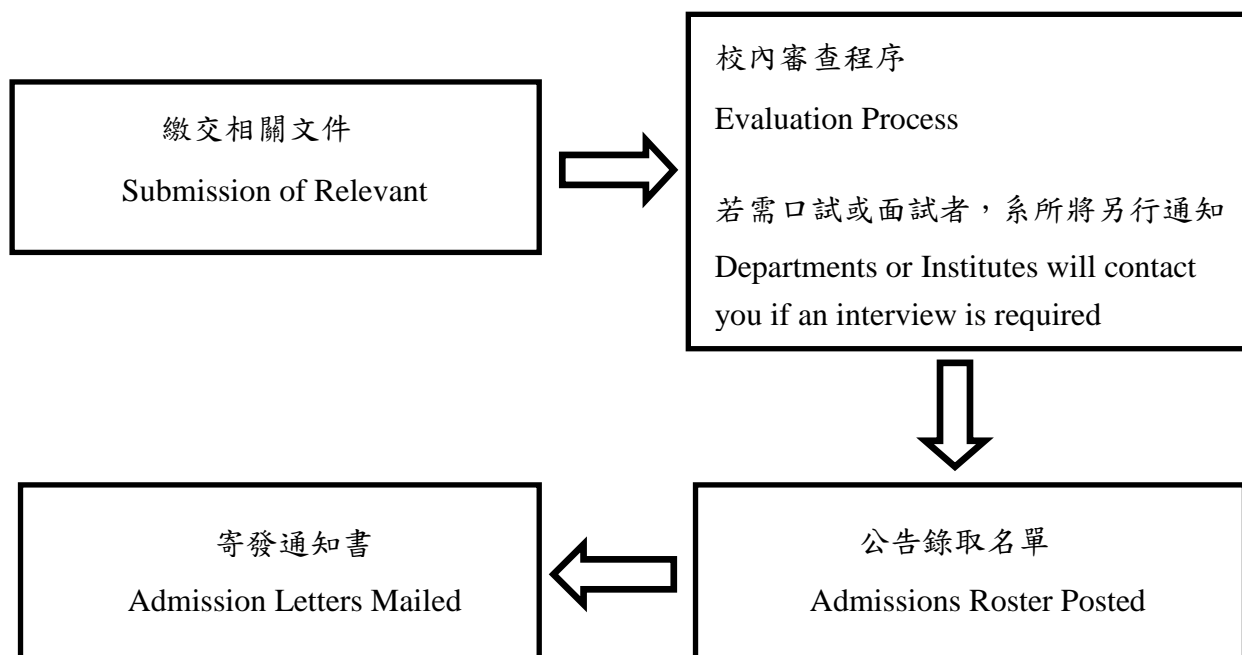 繳交相關文件
Submission of Relevant
校內審查程序
Evaluation Process
若需口試或面試者，系所將另行通知
Departments or Institutes will contact
you if an interview is required
公告錄取名單
Admissions Roster Posted
寄發通知書
Admission Letters Mailed